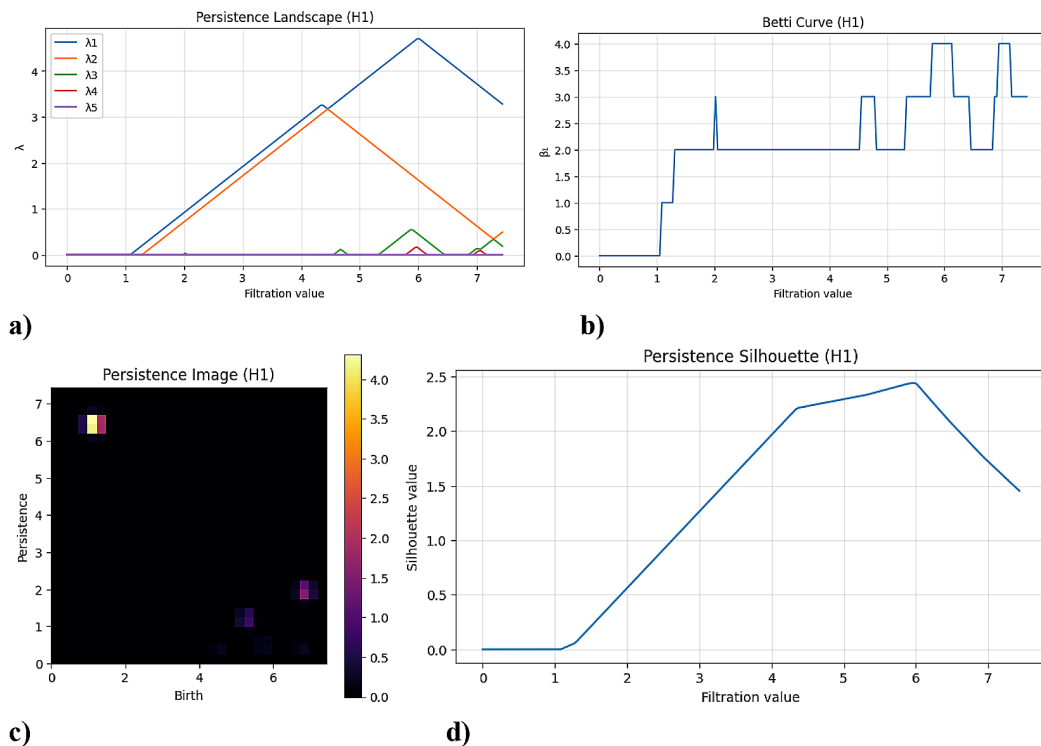 Persistence Landscape (H1)
λ1
λ2
λ3
λ4
λ5
λ
4
3
2
1
0
0 1 2 3 4 5 6 7
Filtration value
a)
Betti Curve (H1)
β₁
4.0
3.5
3.0
2.5
2.0
1.5
1.0
0.5
0.0
0 1 2 3 4 5 6 7
Filtration value
b)
Persistence Image (H1)
Persistence
7
6
5
4
3
2
1
0
0 2 4 6
Birth
4.0
3.5
3.0
2.5
2.0
1.5
1.0
0.5
0.0
c)
Persistence Silhouette (H1)
Silhouette value
2.5
2.0
1.5
1.0
0.5
0.0
0 1 2 3 4 5 6 7
Filtration value
d)